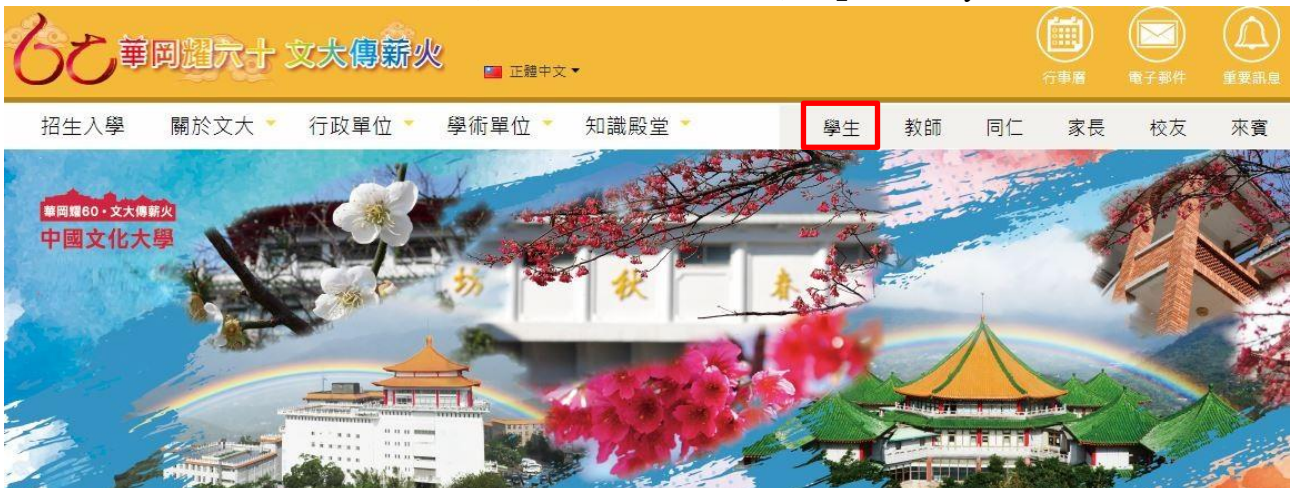 華岡耀六十 文大傳薪火
正體中文
行事曆 電子郵件 重要訊息
招生入學 關於文大 行政單位 學術單位 知識殿堂 學生 教師 同仁 家長 校友 來賓
華岡耀60・文大傳薪火
中國文化大學
坊 秋 春